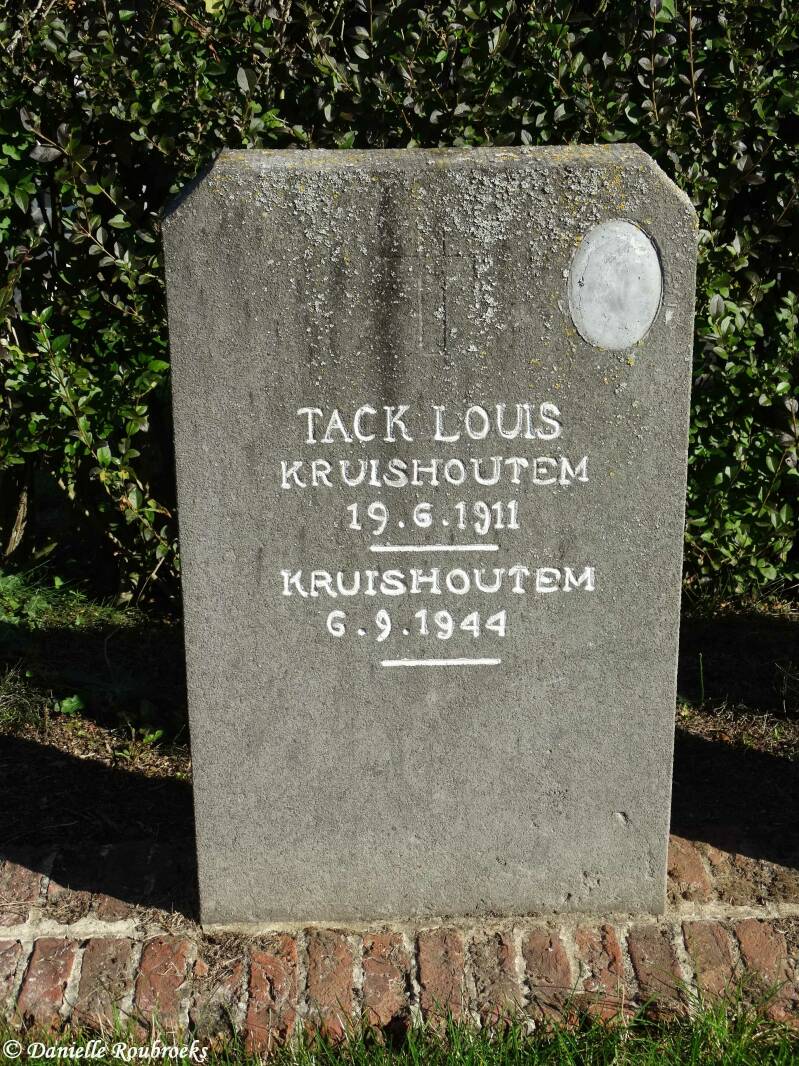 TACK LOUIS
KRUISHOUTEM
19.6.1911
KRUISHOUTEM
6.9.1944
© Danielle Roubroeks